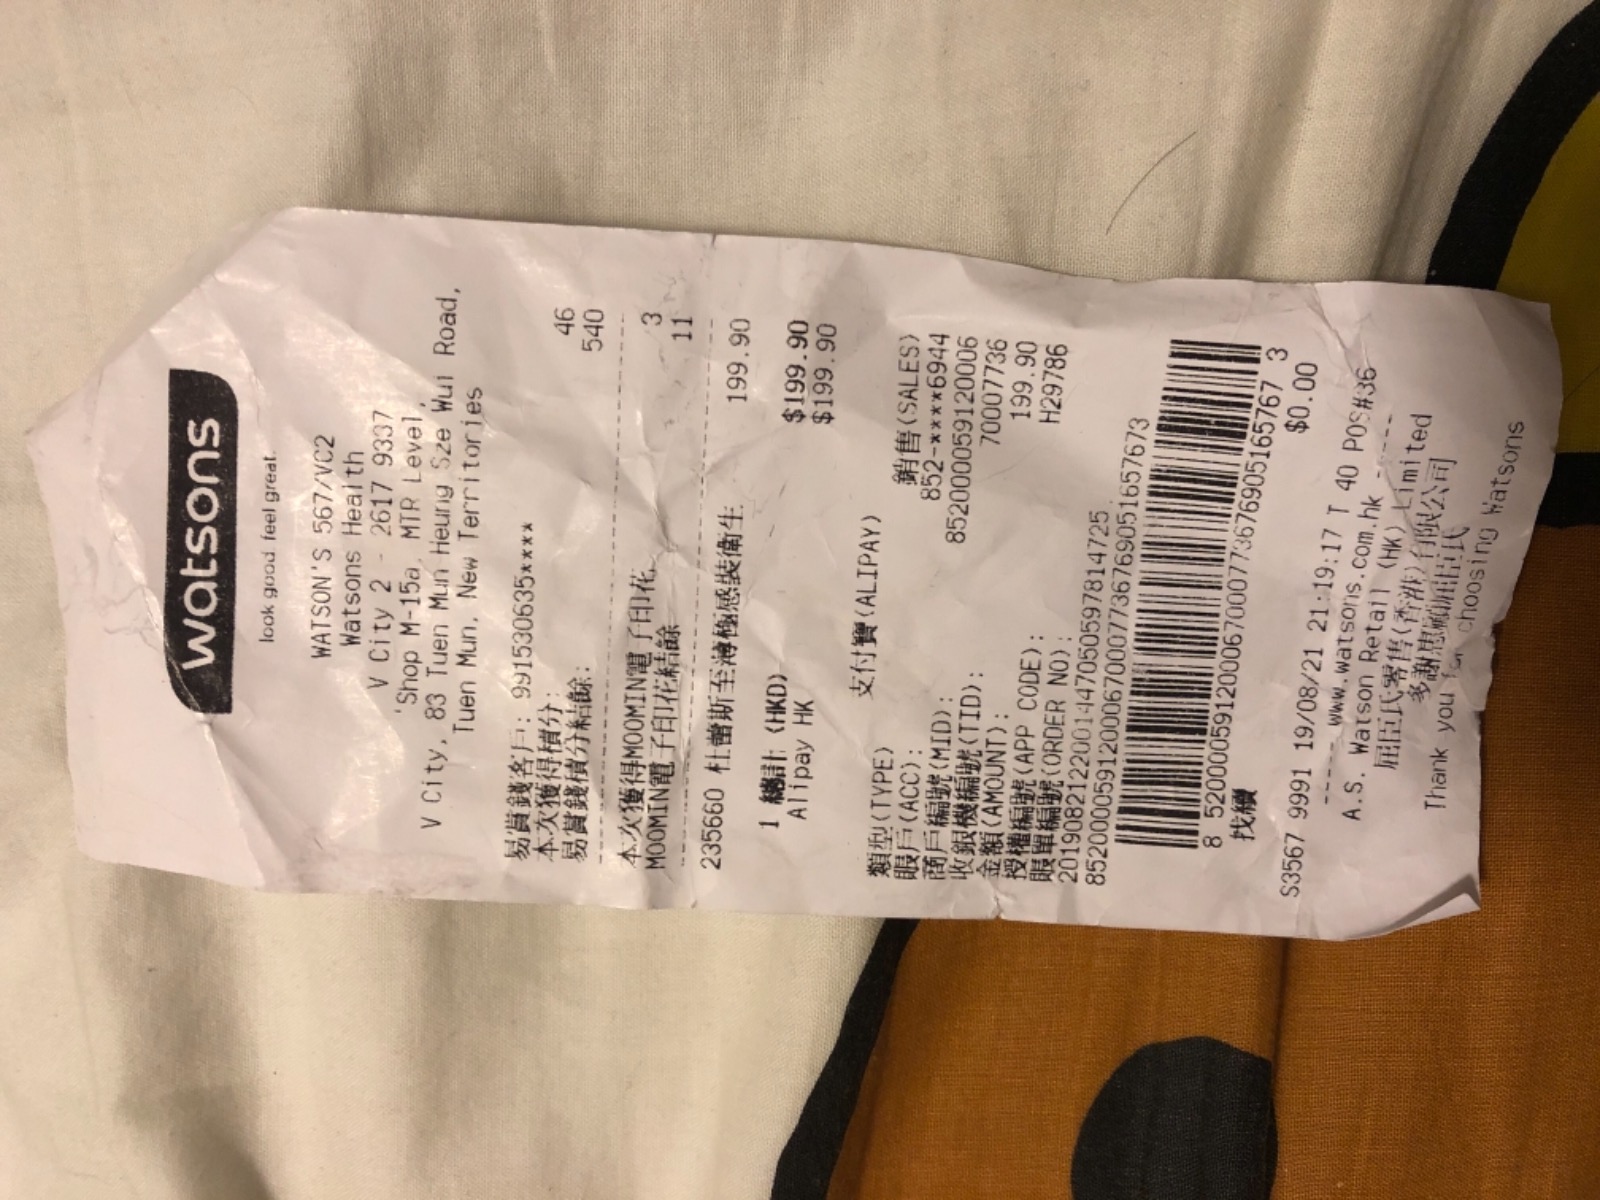 watsons
look good feel great.
WATSON'S 567/VC2
Watsons Health
V City 2 - 2617 9337
'Shop M-15a, MTR Level,
V City, 83 Tuen Mun Heung Sze Wui Road,
Tuen Mun, New Territories
易賞錢客戶: 9915330635****
本次獲得積分: 46
易賞錢積分結餘: 540
本次獲得MOOMIN電子印花 3
MOOMIN電子印花結餘 11
235660 杜蕾斯至薄極感裝衛生 199.90
1 總計 (HKD) $199.90
Alipay HK $199.90
支付寶(ALIPAY)
類型(TYPE) 銷售(SALES)
賬戶(ACC): 852-*****6944
商戶編號(MID): 852000059120006
收銀機編號(TID): 70007736
金額(AMOUNT): 199.90
授權編號(APP CODE): H29786
賬單編號(ORDER NO):
2019082122001447050597814725
85200005912000670007736769051657673
8 52000059120006700077367690516576 7 3
找續 $0.00
S3567 9991 19/08/21 21:19:17 T 40 POS#36
----- www.watsons.com.hk -----
A.S. Watson Retail (HK) Limited
屈臣氏零售(香港)有限公司
多謝惠顧屈臣氏
Thank you for choosing Watsons